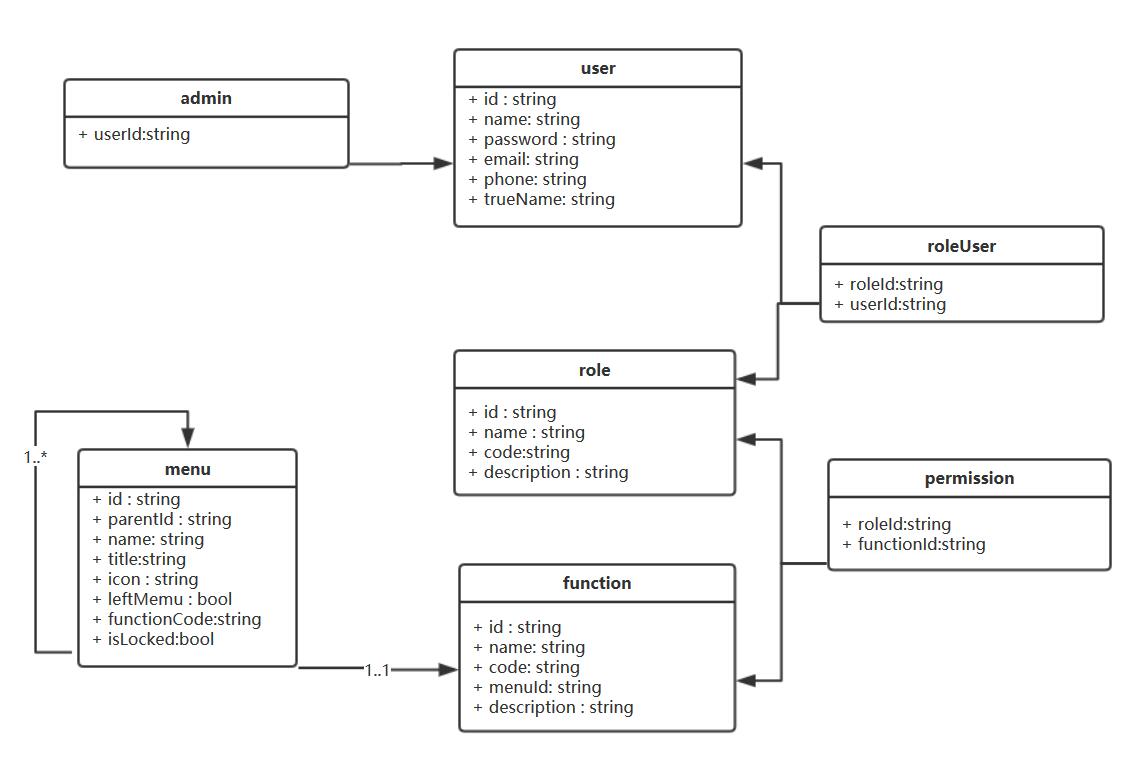 admin
+ userId:string
user
+ id : string
+ name: string
+ password : string
+ email: string
+ phone: string
+ trueName: string
roleUser
+ roleId:string
+ userId:string
role
+ id : string
+ name : string
+ code:string
+ description : string
1..*
menu
+ id : string
+ parentId : string
+ name: string
+ title:string
+ icon : string
+ leftMemu : bool
+ functionCode:string
+ isLocked:bool
permission
+ roleId:string
+ functionId:string
1..1
function
+ id : string
+ name: string
+ code: string
+ menuId: string
+ description : string